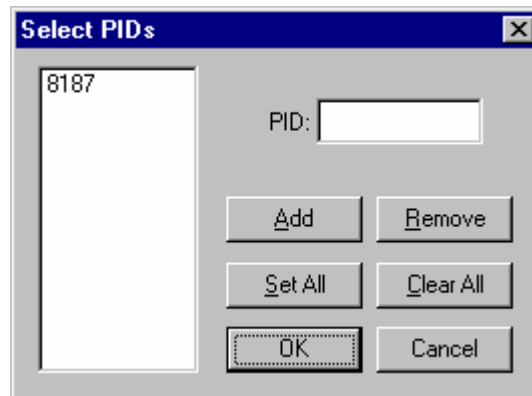 Select PIDs
8187
PID:
Add Remove
Set All Clear All
OK Cancel